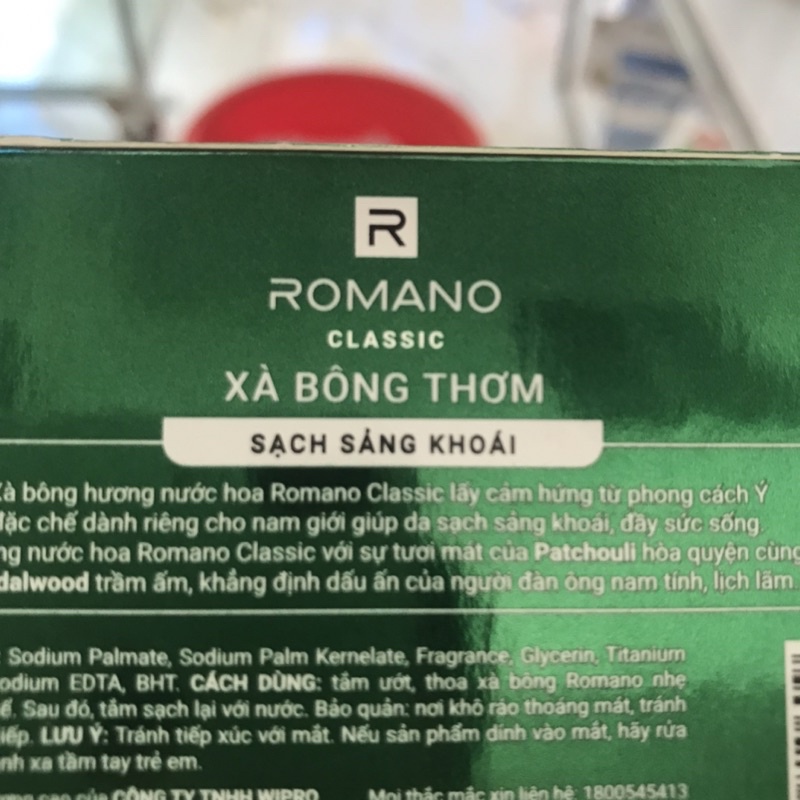 R
ROMANO
CLASSIC
XÀ BÔNG THƠM
SẠCH SẢNG KHOÁI
Xà bông hương nước hoa Romano Classic lấy cảm hứng từ phong cách Ý
đặc chế dành riêng cho nam giới giúp da sạch sảng khoái, đầy sức sống.
nước hoa Romano Classic với sự tươi mát của Patchouli hòa quyện cùng
dalwood trầm ấm, khẳng định dấu ấn của người đàn ông nam tính, lịch lãm.
Sodium Palmate, Sodium Palm Kernelate, Fragrance, Glycerin, Titanium
odium EDTA, BHT. CÁCH DÙNG: tắm ướt, thoa xà bông Romano nhẹ
Sau đó, tắm sạch lại với nước. Bảo quản: nơi khô ráo thoáng mát, tránh
iếp. LƯU Ý: Tránh tiếp xúc với mắt. Nếu sản phẩm dính vào mắt, hãy rửa
xa tầm tay trẻ em.
của CÔNG TY TNHH WIPRO Mọi thắc mắc xin liên hệ: 1800545413